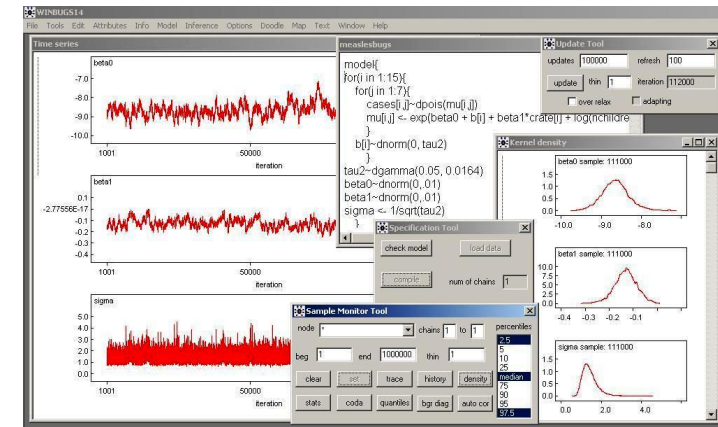 WINBUGS14
File Tools Edit Attributes Info Model Inference Options Doodle Map Text Window Help
Time series
beta0
-7.0
-8.0
-9.0
-10.0
1001
50000
iteration
beta1
0.1
-2.77556E-17
-0.1
-0.2
-0.3
-0.4
1001
50000
iteration
sigma
5.0
4.0
3.0
2.0
1.0
0.0
1001
50000
iteration
measlesbugs
model{
for(i in 1:15){
for(j in 1:7){
cases[i,j]~dpois(mu[i,j])
mu[i,j] <- exp(beta0 + b[i] + beta1*crate[i] + log(nchildre
}
b[i]~dnorm(0, tau2)
}
tau2~dgamma(0.05, 0.0164)
beta0~dnorm(0,.01)
beta1~dnorm(0,.01)
sigma <- 1/sqrt(tau2)
}
Update Tool
updates 100000 refresh 100
update thin 1 iteration 112000
over relax adapting
Kernel density
beta0 sample: 111000
1.5
1.0
0.5
0.0
-10.0 -9.0 -8.0
beta1 sample: 111000
10.0
7.5
5.0
2.5
0.0
-0.4 -0.3 -0.2 -0.1
sigma sample: 111000
1.5
1.0
0.5
0.0
0.0 2.0 4.0
Specification Tool
check model load data
compile num of chains 1
Sample Monitor Tool
node * chains 1 to 1 percentiles
beg 1 end 1000000 thin 1
clear set trace history density
stats coda quantiles bgr diag auto cor
2.5
5
10
25
median
75
90
95
97.5